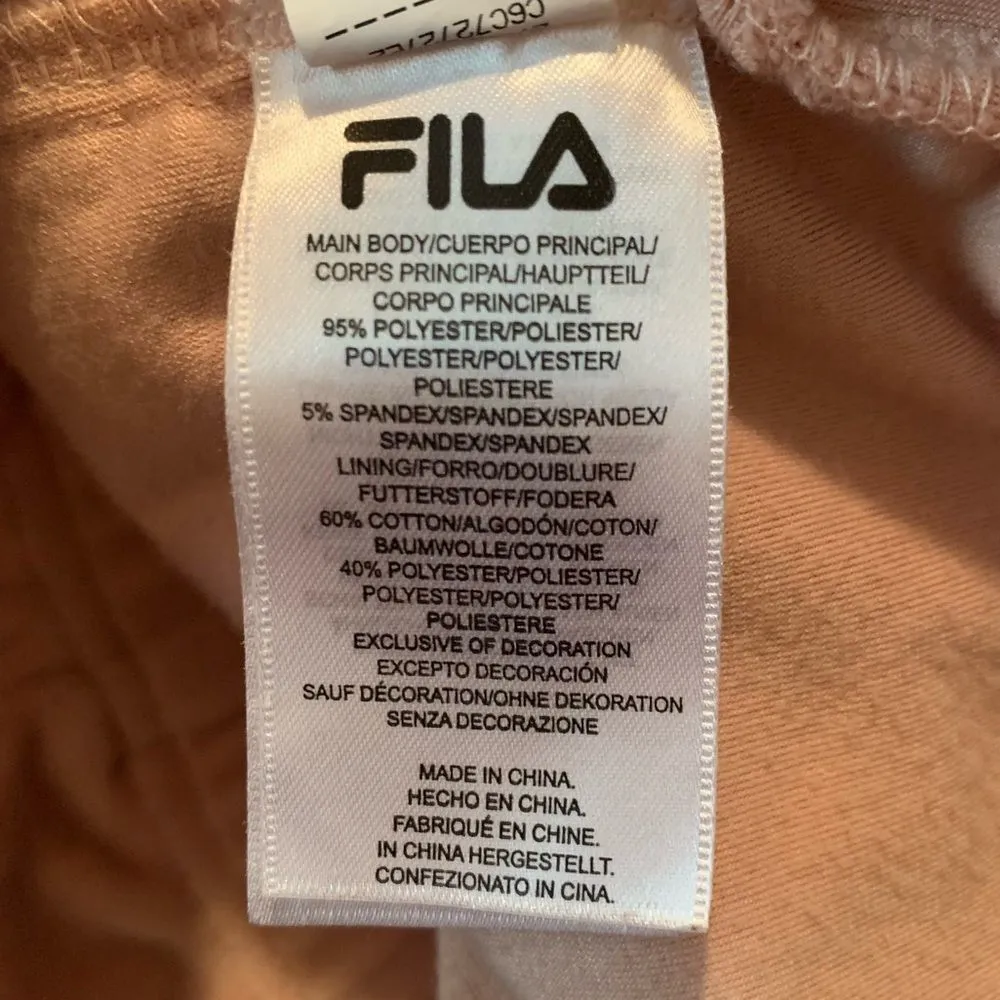 FILA
MAIN BODY/CUERPO PRINCIPAL/
CORPS PRINCIPAL/HAUPTTEIL/
CORPO PRINCIPALE
95% POLYESTER/POLIESTER/
POLYESTER/POLYESTER/
POLIESTERE
5% SPANDEX/SPANDEX/SPANDEX/
SPANDEX/SPANDEX
LINING/FORRO/DOUBLURE/
FUTTERSTOFF/FODERA
60% COTTON/ALGODÓN/COTON/
BAUMWOLLE/COTONE
40% POLYESTER/POLIESTER/
POLYESTER/POLYESTER/
POLIESTERE
EXCLUSIVE OF DECORATION
EXCEPTO DECORACIÓN
SAUF DÉCORATION/OHNE DEKORATION
SENZA DECORAZIONE
MADE IN CHINA.
HECHO EN CHINA.
FABRIQUÉ EN CHINE.
IN CHINA HERGESTELLT.
CONFEZIONATO IN CINA.